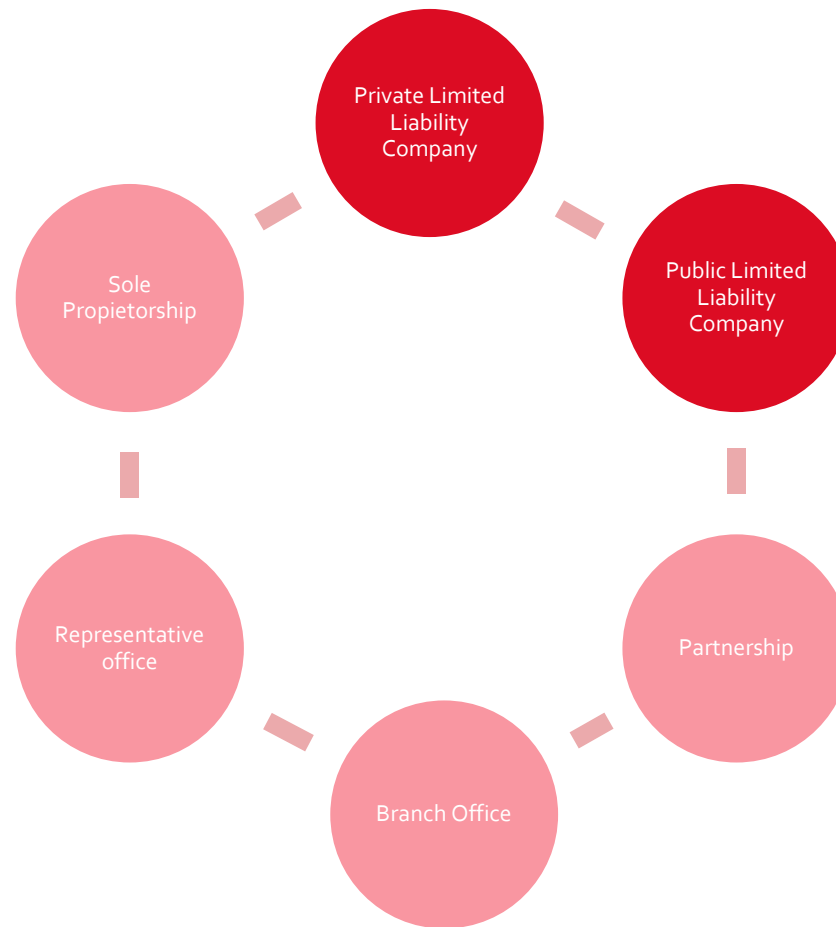 Private Limited
Liability
Company
Public Limited
Liability
Company
Sole
Propietorship
Representative
office
Partnership
Branch Office